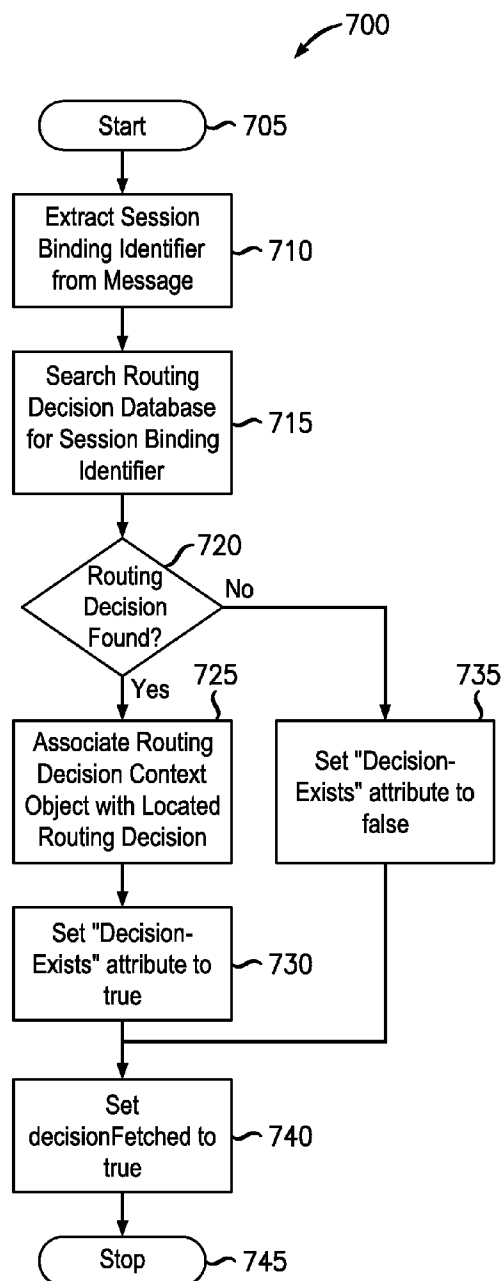 700
Start
705
Extract Session
Binding Identifier
from Message
710
Search Routing
Decision Database
for Session Binding
Identifier
715
720
Routing
Decision
Found?
No
Yes
725
Associate Routing
Decision Context
Object with Located
Routing Decision
735
Set "Decision-
Exists" attribute to
false
Set "Decision-
Exists" attribute to
true
730
Set
decisionFetched to
true
740
Stop
745